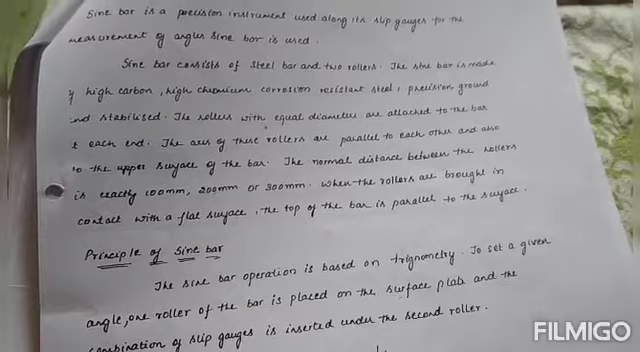 Sine bar is a precision instrument used along its slip gauges for the
measurement of angles sine bar is used.
Sine bar consists of steel bar and two rollers. The sine bar is made
y high carbon, high chromium corrosion resistant steel, precision ground
and stabilised. The rollers with equal diameter are attached to the bar
t each end. The axes of these rollers are parallel to each other and also
to the upper surface of the bar. The normal distance between the rollers
is exactly 100mm, 200mm or 300mm. When the rollers are brought in
contact with a flat surface, the top of the bar is parallel to the surface.
Principle of Sine bar
The sine bar operation is based on trignometry. To set a given
angle, one roller of the bar is placed on the surface plate and the
combination of slip gauges is inserted under the second roller.
FILMIGO